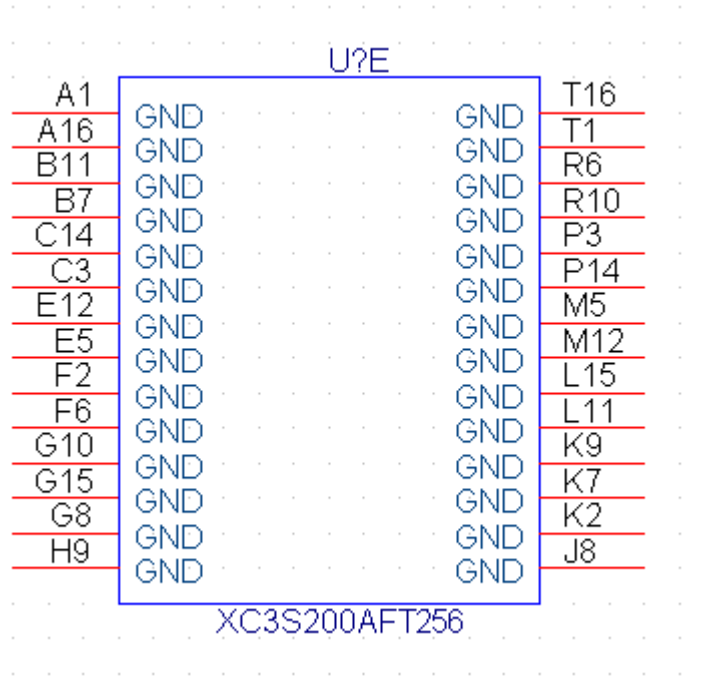 U?E
A1 GND GND T16
A16 GND GND T1
B11 GND GND R6
B7 GND GND R10
C14 GND GND P3
C3 GND GND P14
E12 GND GND M5
E5 GND GND M12
F2 GND GND L15
F6 GND GND L11
G10 GND GND K9
G15 GND GND K7
G8 GND GND K2
H9 GND GND J8
XC3S200AFT256